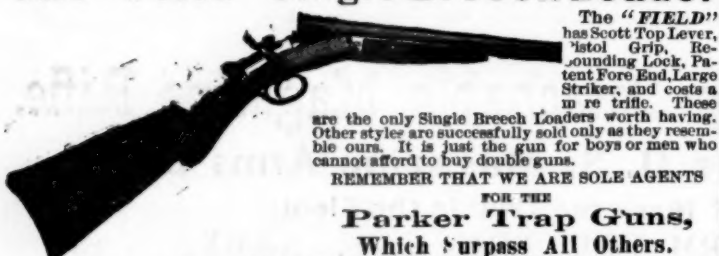 The "FIELD"
has Scott Top Lever,
Pistol Grip, Re-
bounding Lock, Pa-
tent Fore End, Large
Striker, and costs a
m re trifle. These
are the only Single Breech Loaders worth having.
Other styles are successfully sold only as they resem-
ble ours. It is just the gun for boys or men who
cannot afford to buy double guns.
REMEMBER THAT WE ARE SOLE AGENTS
FOR THE
Parker Trap Guns,
Which Surpass All Others.